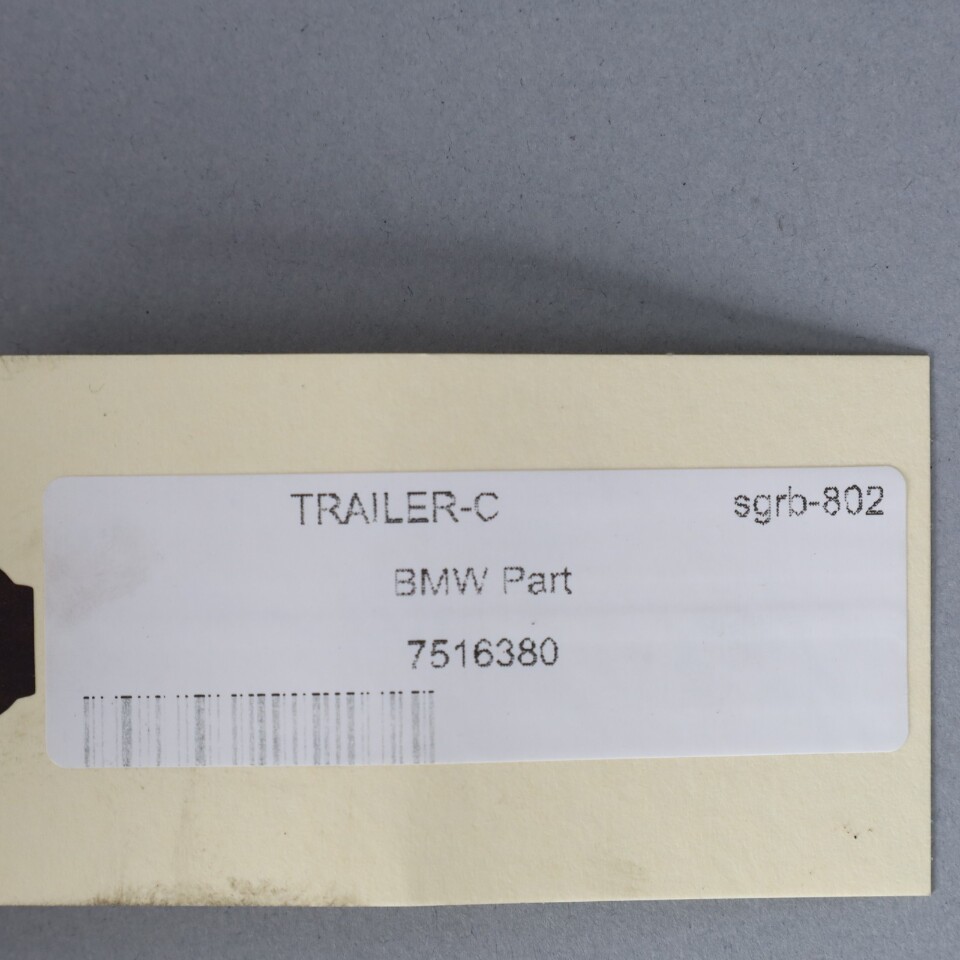 TRAILER-C sgrb-802
BMW Part
7516380